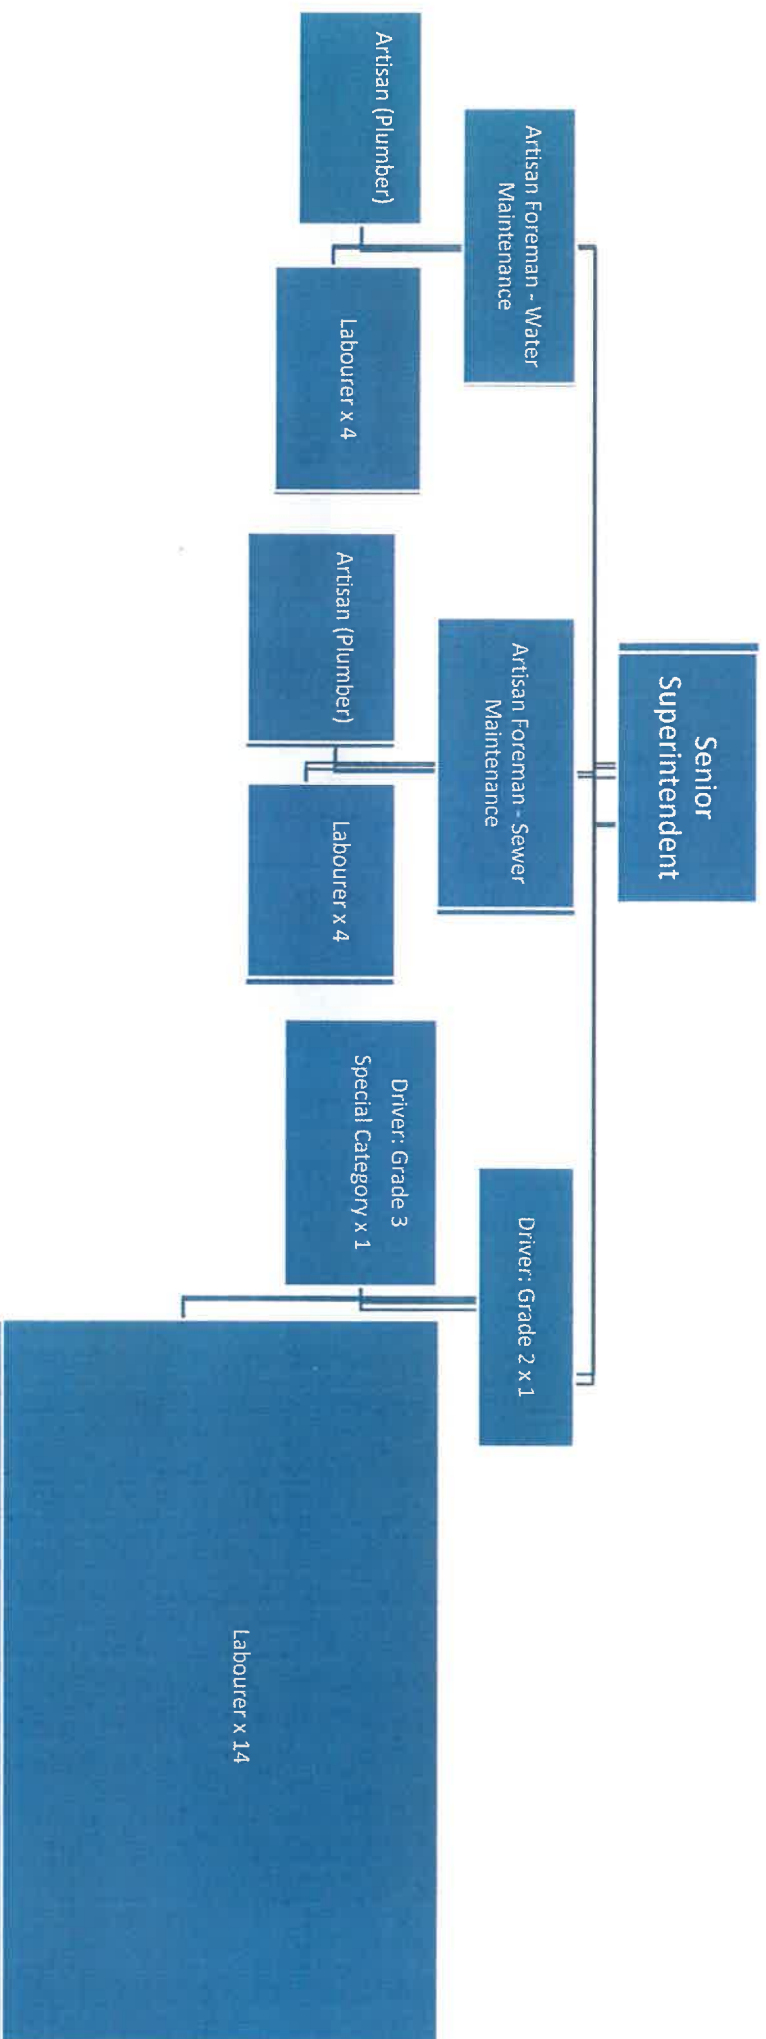 Senior
Superintendent
Artisan Foreman - Water
Maintenance
Artisan Foreman - Sewer
Maintenance
Driver: Grade 2 x 1
Artisan (Plumber)
Labourer x 4
Artisan (Plumber)
Labourer x 4
Driver: Grade 3
Special Category x 1
Labourer x 14